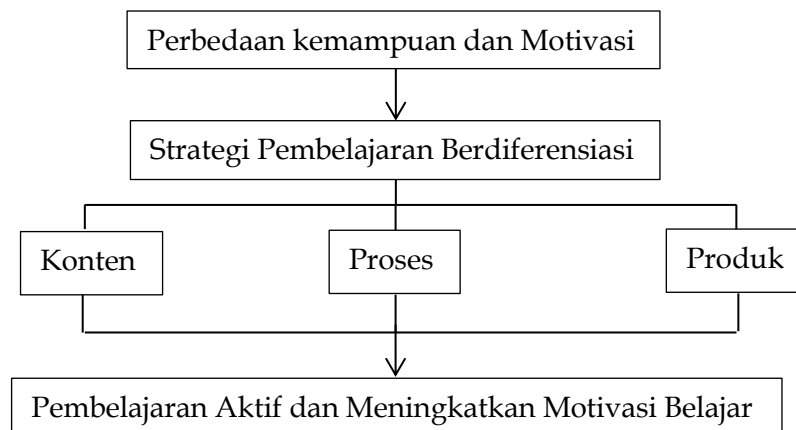 Perbedaan kemampuan dan Motivasi
Strategi Pembelajaran Berdiferensiasi
Konten
Proses
Produk
Pembelajaran Aktif dan Meningkatkan Motivasi Belajar